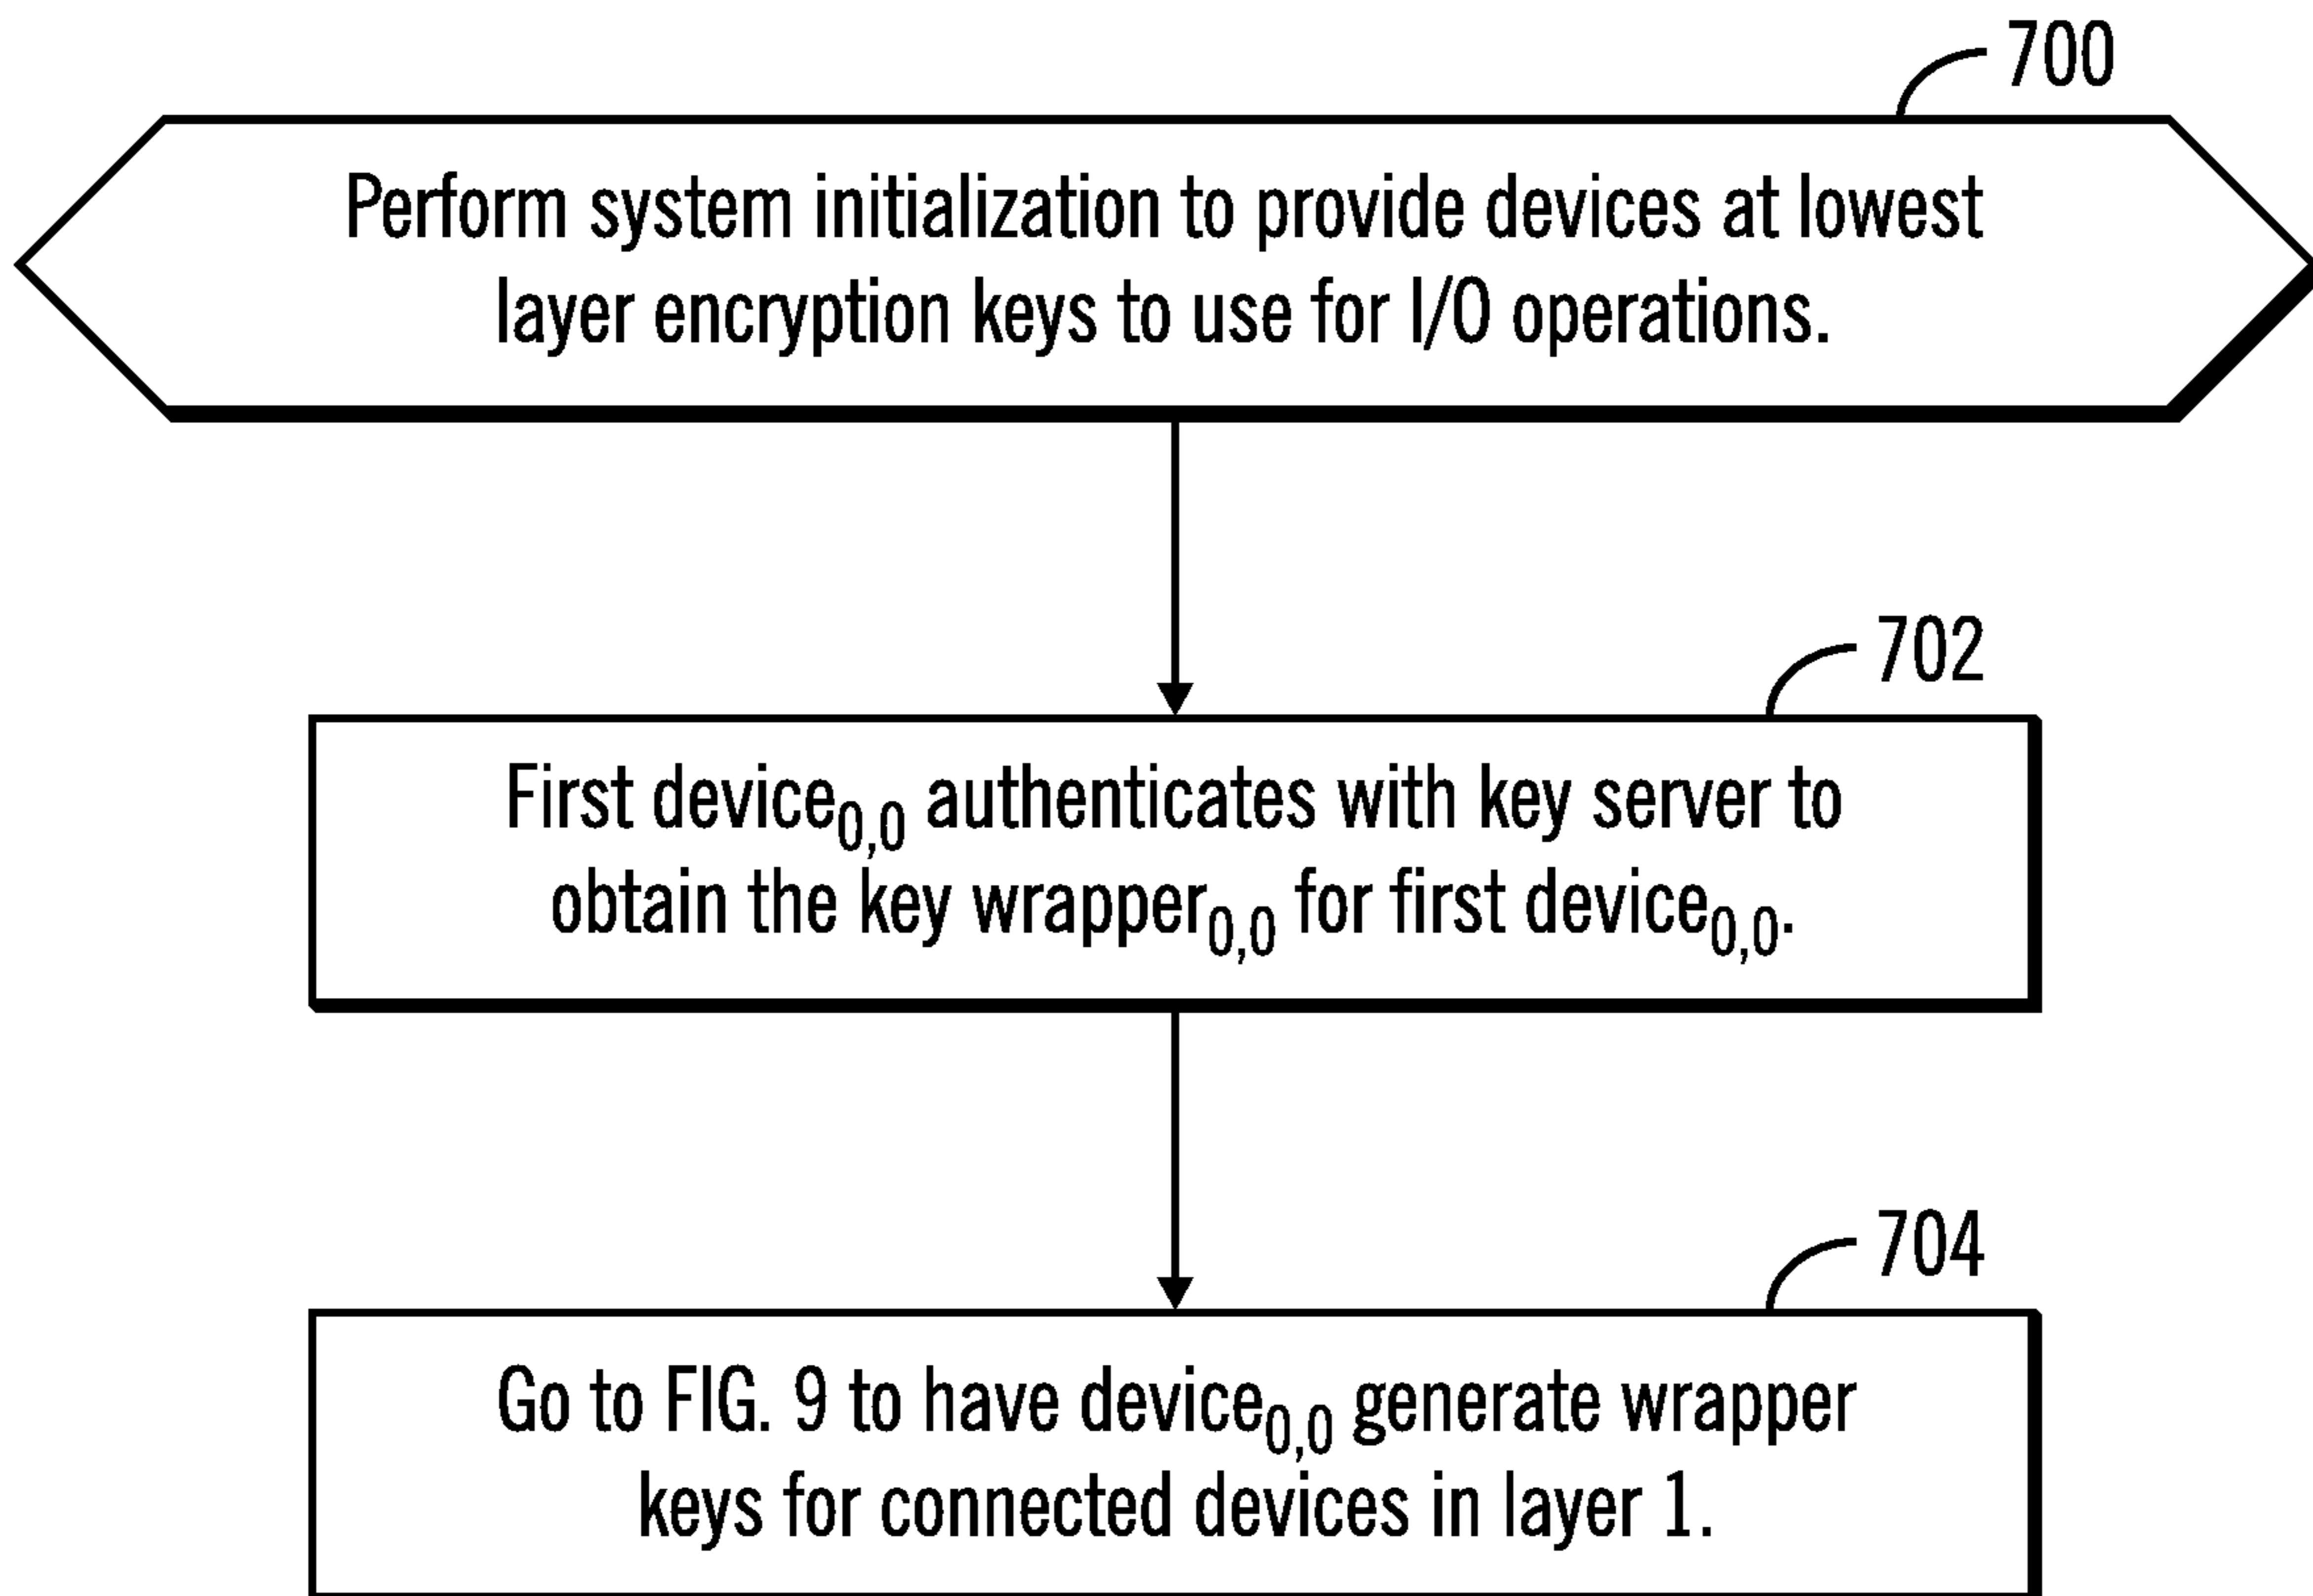 700
Perform system initialization to provide devices at lowest
layer encryption keys to use for I/O operations.
702
First device0,0 authenticates with key server to
obtain the key wrapper0,0 for first device0,0.
704
Go to FIG. 9 to have device0,0 generate wrapper
keys for connected devices in layer 1.